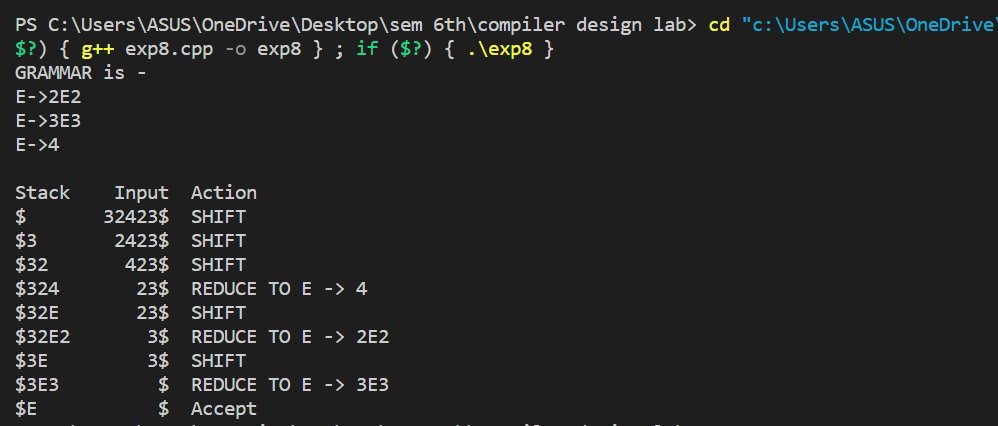 PS C:\Users\ASUS\OneDrive\Desktop\sem 6th\compiler design lab> cd "c:\Users\ASUS\OneDrive\
$?) { g++ exp8.cpp -o exp8 } ; if ($?) { .\exp8 }
GRAMMAR is -
E->2E2
E->3E3
E->4
Stack    Input  Action
$       32423$  SHIFT
$3       2423$  SHIFT
$32       423$  SHIFT
$324       23$  REDUCE TO E -> 4
$32E       23$  SHIFT
$32E2       3$  REDUCE TO E -> 2E2
$3E         3$  SHIFT
$3E3         $  REDUCE TO E -> 3E3
$E           $  Accept